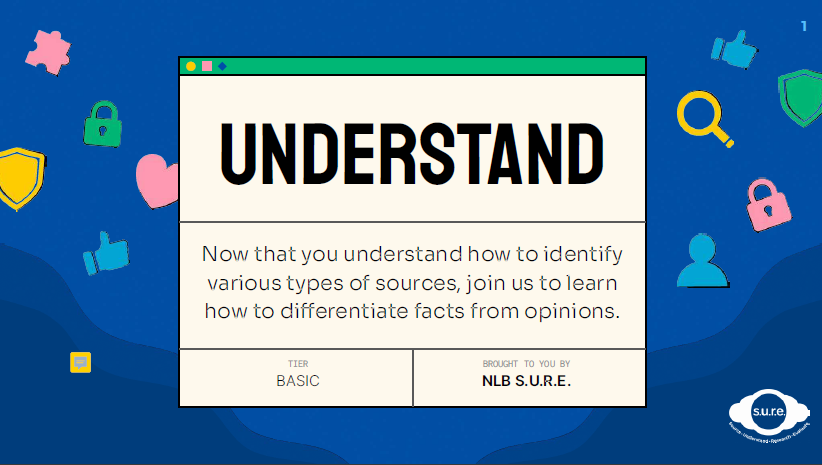 1
UNDERSTAND
Now that you understand how to identify
various types of sources, join us to learn
how to differentiate facts from opinions.
TIER
BASIC
BROUGHT TO YOU BY
NLB S.U.R.E.
s.u.r.e.
Source•Understand•Research•Evaluate